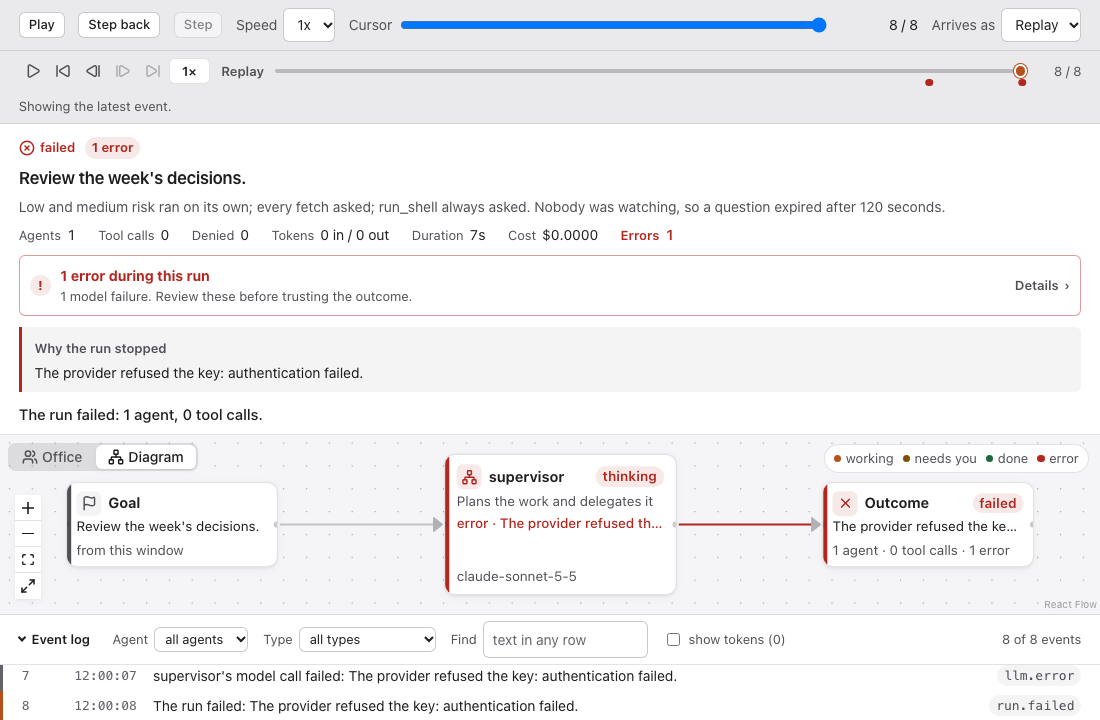 Play Step back Step Speed 1x Cursor 8 / 8 Arrives as Replay
1× Replay 8 / 8
Showing the latest event.
failed 1 error
Review the week's decisions.
Low and medium risk ran on its own; every fetch asked; run_shell always asked. Nobody was watching, so a question expired after 120 seconds.
Agents 1 Tool calls 0 Denied 0 Tokens 0 in / 0 out Duration 7s Cost $0.0000 Errors 1
! 1 error during this run
1 model failure. Review these before trusting the outcome.
Details ›
Why the run stopped
The provider refused the key: authentication failed.
The run failed: 1 agent, 0 tool calls.
Office Diagram
working needs you done error
Goal
Review the week's decisions.
from this window
supervisor thinking
Plans the work and delegates it
error · The provider refused th...
claude-sonnet-5-5
Outcome failed
The provider refused the ke...
1 agent · 0 tool calls · 1 error
React Flow
Event log Agent all agents Type all types Find text in any row show tokens (0) 8 of 8 events
7 12:00:07 supervisor's model call failed: The provider refused the key: authentication failed. llm.error
8 12:00:08 The run failed: The provider refused the key: authentication failed. run.failed